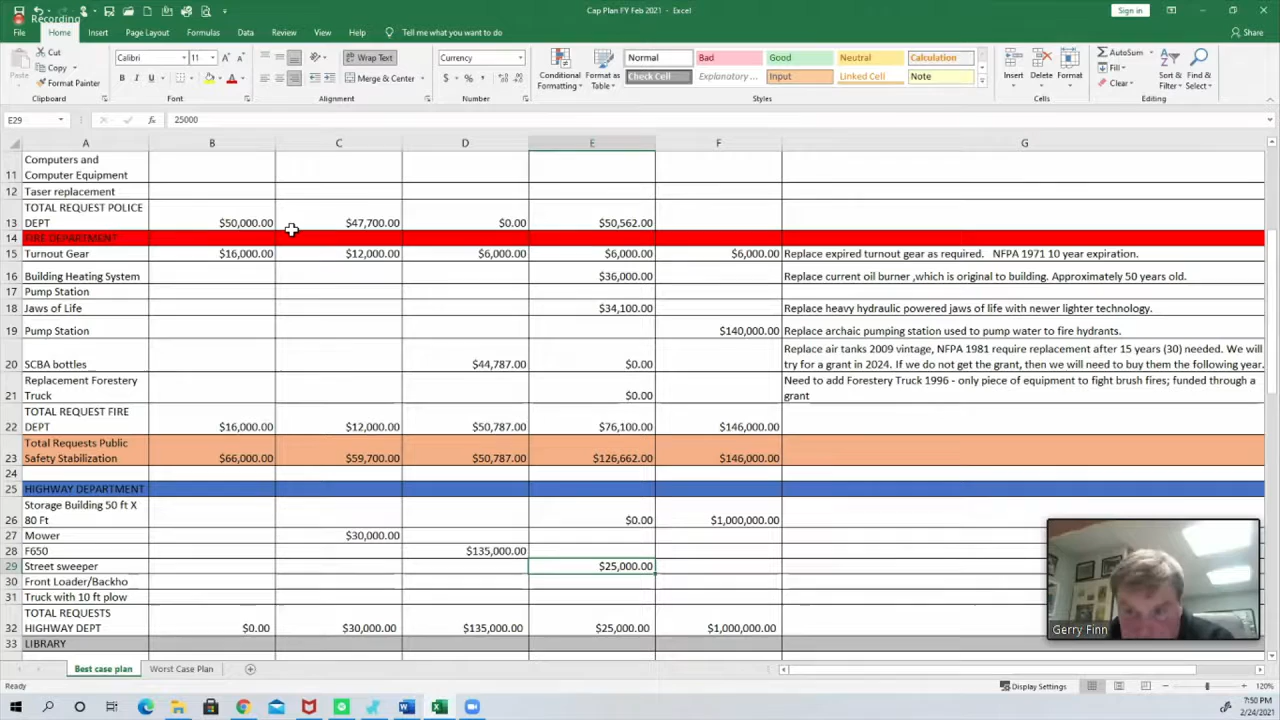 Recording
Cap Plan FY Feb 2021 - Excel
Sign in
File Home Insert Page Layout Formulas Data Review View Help Tell me what you want to do Share
Paste
Cut
Copy
Format Painter
Clipboard
Calibri 11
B I U
Font
Wrap Text
Merge & Center
Alignment
Currency
$ % ,
Number
Conditional Formatting
Format as Table
Normal Bad Good Neutral Calculation
Check Cell Explanatory ... Input Linked Cell Note
Styles
Insert Delete Format
Cells
AutoSum
Fill
Clear
Sort & Filter
Find & Select
Editing
E29 fx 25000
A B C D E F G
11 Computers and
Computer Equipment
12 Taser replacement
13 TOTAL REQUEST POLICE
DEPT $50,000.00 $47,700.00 $0.00 $50,562.00
14 FIRE DEPARTMENT
15 Turnout Gear $16,000.00 $12,000.00 $6,000.00 $6,000.00 $6,000.00 Replace expired turnout gear as required. NFPA 1971 10 year expiration.
16 Building Heating System $36,000.00 Replace current oil burner ,which is original to building. Approximately 50 years old.
17 Pump Station
18 Jaws of Life $34,100.00 Replace heavy hydraulic powered jaws of life with newer lighter technology.
19 Pump Station $140,000.00 Replace archaic pumping station used to pump water to fire hydrants.
20 SCBA bottles $44,787.00 $0.00 Replace air tanks 2009 vintage, NFPA 1981 require replacement after 15 years (30) needed. We will
try for a grant in 2024. If we do not get the grant, then we will need to buy them the following year.
21 Replacement Forestery
Truck $0.00 Need to add Forestery Truck 1996 - only piece of equipment to fight brush fires; funded through a
grant
22 TOTAL REQUEST FIRE
DEPT $16,000.00 $12,000.00 $50,787.00 $76,100.00 $146,000.00
23 Total Requests Public
Safety Stabilization $66,000.00 $59,700.00 $50,787.00 $126,662.00 $146,000.00
24
25 HIGHWAY DEPARTMENT
26 Storage Building 50 ft X
80 Ft $0.00 $1,000,000.00
27 Mower $30,000.00
28 F650 $135,000.00
29 Street sweeper $25,000.00
30 Front Loader/Backho
31 Truck with 10 ft plow
32 TOTAL REQUESTS
HIGHWAY DEPT $0.00 $30,000.00 $135,000.00 $25,000.00 $1,000,000.00
33 LIBRARY
Gerry Finn
Best case plan Worst Case Plan
Ready Display Settings 120%
7:50 PM
2/24/2021